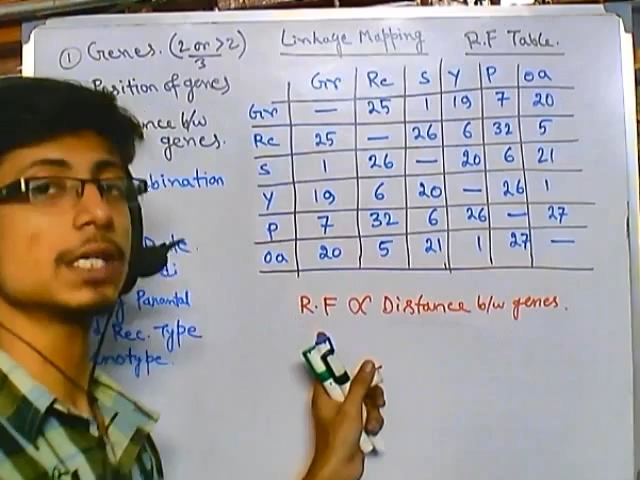 ① Genes. (2 or >2)
3
Linkage Mapping
R.F Table.
Position of genes
ance b/w
genes.
bination
Parantal
Rec. Type
notype.
Gr Rc S Y P oa
Gr — 25 1 19 7 20
Rc 25 — 26 6 32 5
S 1 26 — 20 6 21
Y 19 6 20 — 26 1
P 7 32 6 26 — 27
oa 20 5 21 1 27 —
R.F ∝ Distance b/w genes.